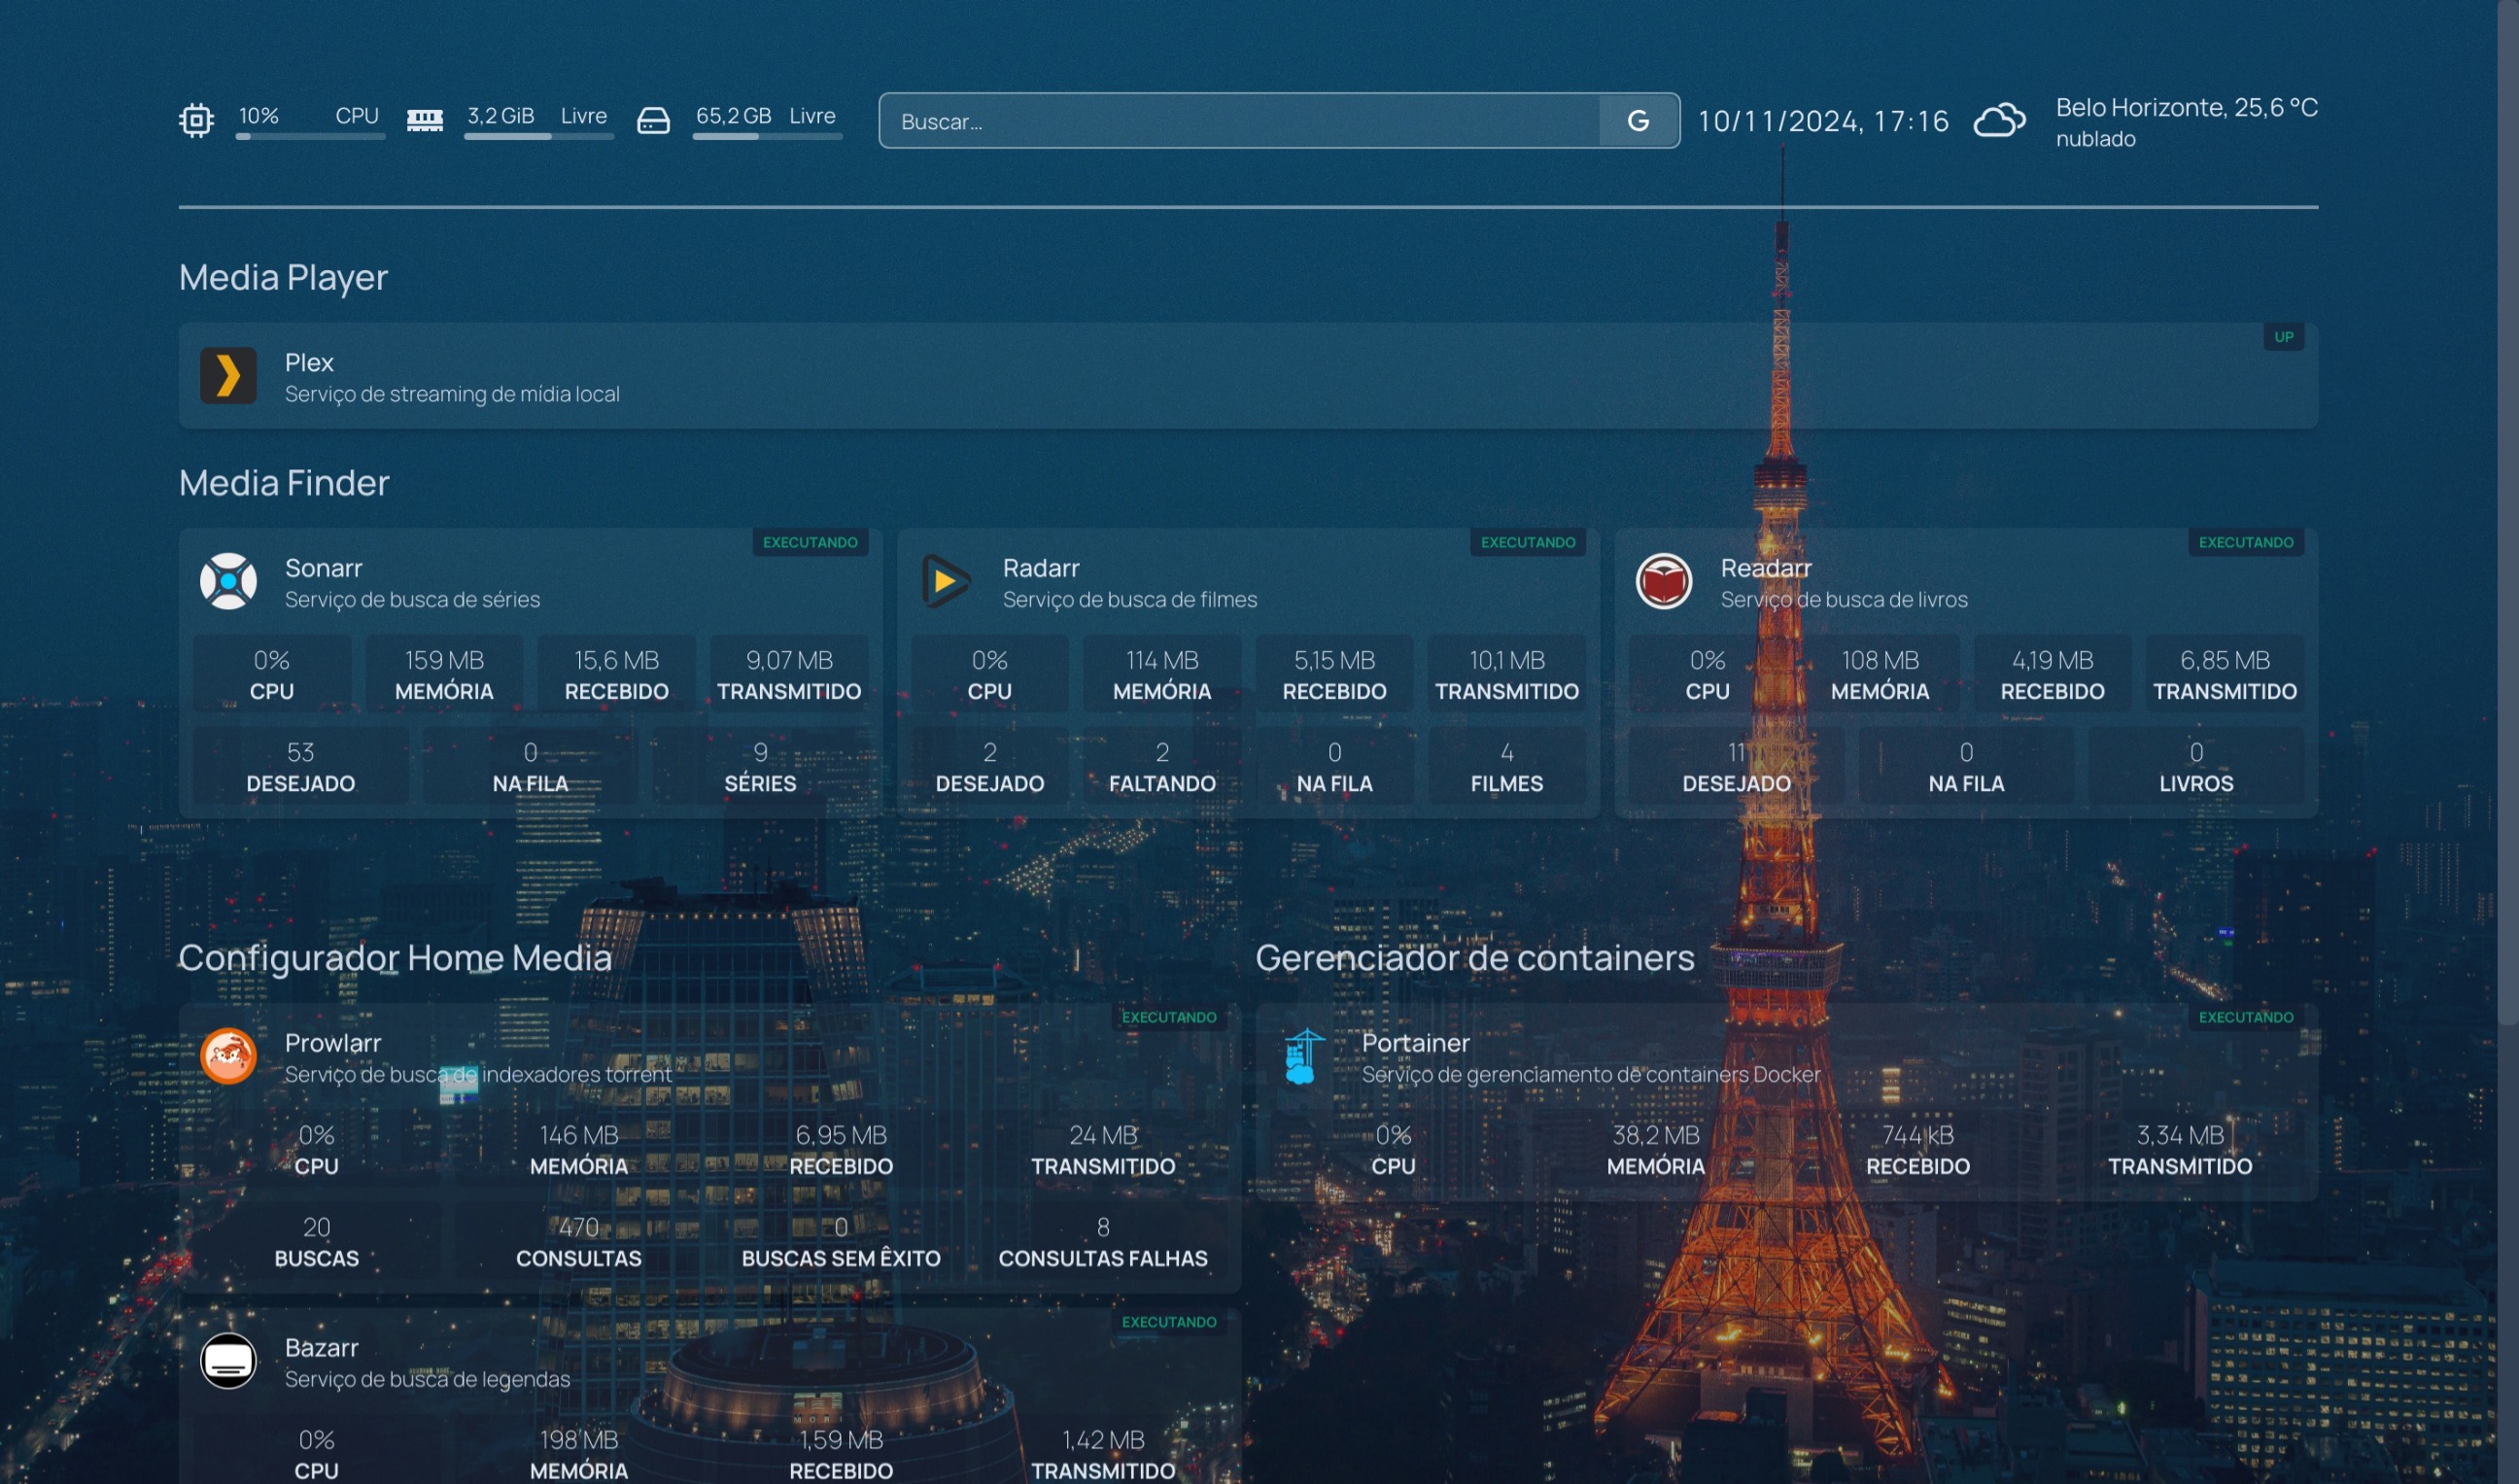 10% CPU
3,2 GiB Livre
65,2 GB Livre
Buscar...
G
10/11/2024, 17:16
Belo Horizonte, 25,6 °C
nublado
Media Player
UP
Plex
Serviço de streaming de mídia local
Media Finder
EXECUTANDO
Sonarr
Serviço de busca de séries
0% 159 MB 15,6 MB 9,07 MB
CPU MEMÓRIA RECEBIDO TRANSMITIDO
53 0 9
DESEJADO NA FILA SÉRIES
EXECUTANDO
Radarr
Serviço de busca de filmes
0% 114 MB 5,15 MB 10,1 MB
CPU MEMÓRIA RECEBIDO TRANSMITIDO
2 2 0 4
DESEJADO FALTANDO NA FILA FILMES
EXECUTANDO
Readarr
Serviço de busca de livros
0% 108 MB 4,19 MB 6,85 MB
CPU MEMÓRIA RECEBIDO TRANSMITIDO
11 0 0
DESEJADO NA FILA LIVROS
Configurador Home Media
EXECUTANDO
Prowlarr
Serviço de busca de indexadores torrent
0% 146 MB 6,95 MB 24 MB
CPU MEMÓRIA RECEBIDO TRANSMITIDO
20 470 0 8
BUSCAS CONSULTAS BUSCAS SEM ÊXITO CONSULTAS FALHAS
EXECUTANDO
Bazarr
Serviço de busca de legendas
0% 198 MB 1,59 MB 1,42 MB
CPU MEMÓRIA RECEBIDO TRANSMITIDO
Gerenciador de containers
EXECUTANDO
Portainer
Serviço de gerenciamento de containers Docker
0% 38,2 MB 744 kB 3,34 MB
CPU MEMÓRIA RECEBIDO TRANSMITIDO